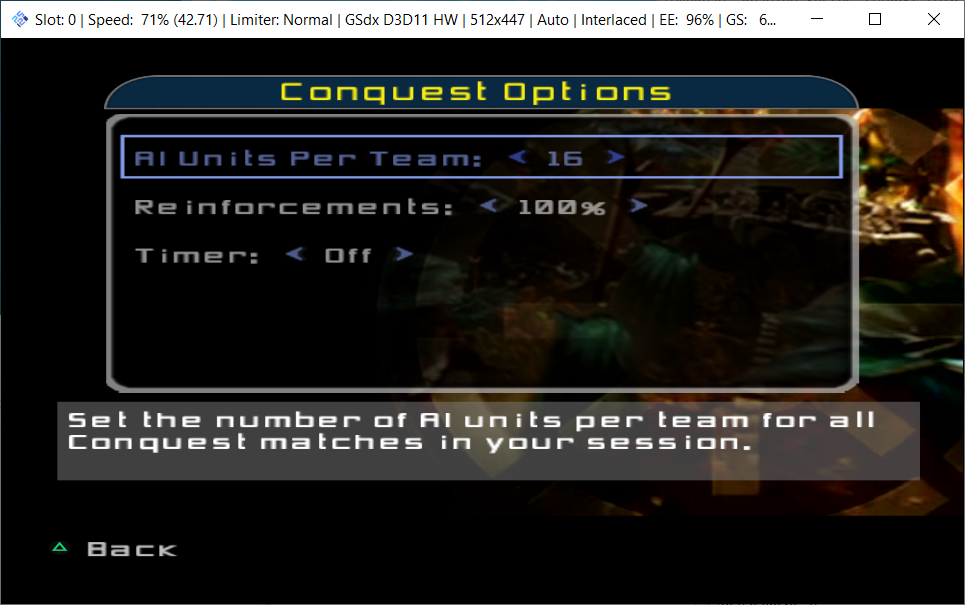 Slot: 0 | Speed: 71% (42.71) | Limiter: Normal | GSdx D3D11 HW | 512x447 | Auto | Interlaced | EE: 96% | GS: 6...
Conquest Options
AI Units Per Team: < 16 >
Reinforcements: < 100% >
Timer: < Off >
Set the number of AI units per team for all
Conquest matches in your session.
Back